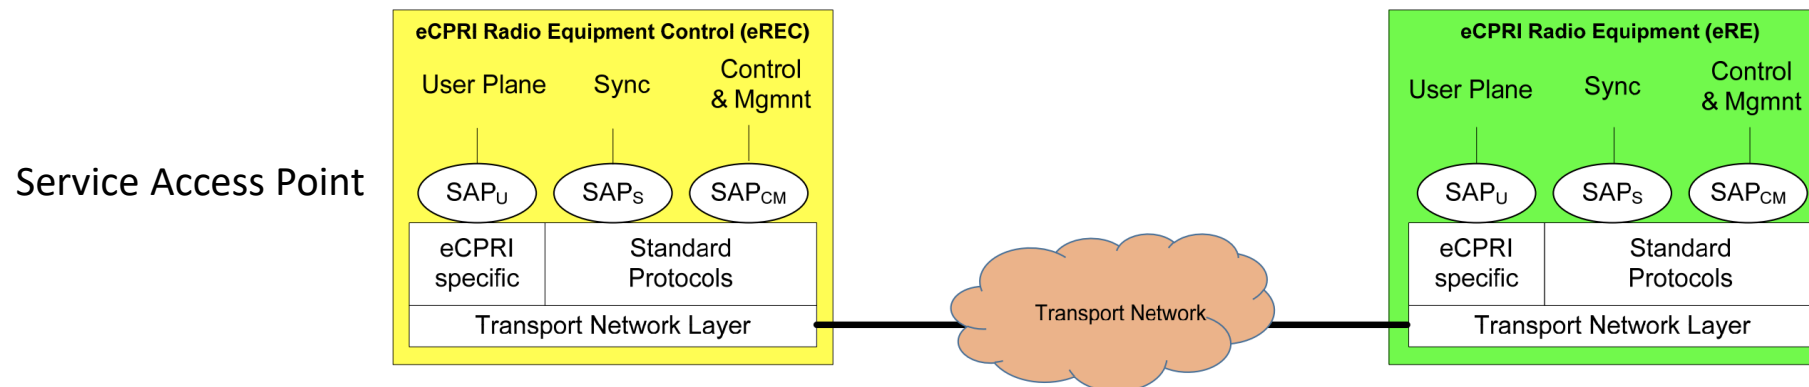 Service Access Point
eCPRI Radio Equipment Control (eREC)
User Plane
Sync
Control
& Mgmnt
SAPU
SAPS
SAPCM
eCPRI
specific
Standard
Protocols
Transport Network Layer
Transport Network
eCPRI Radio Equipment (eRE)
User Plane
Sync
Control
& Mgmnt
SAPU
SAPS
SAPCM
eCPRI
specific
Standard
Protocols
Transport Network Layer